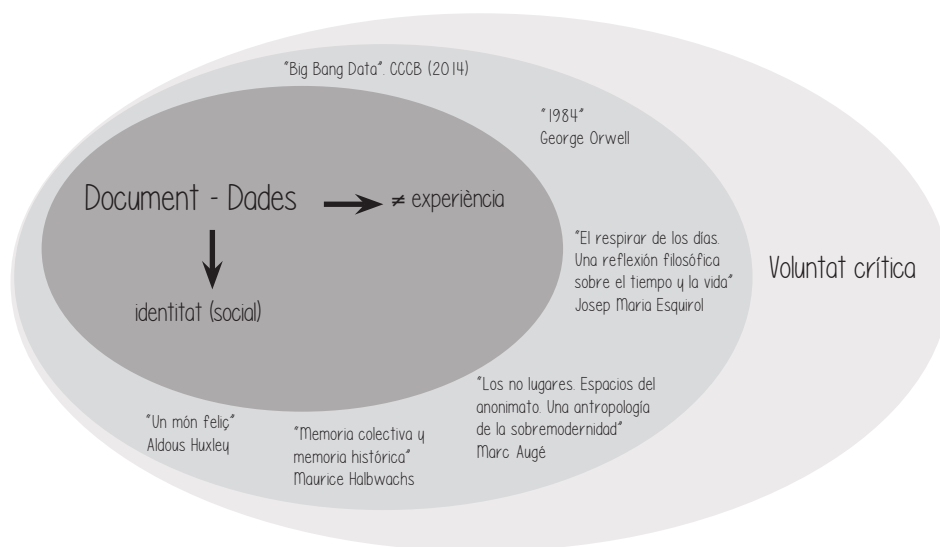 "Big Bang Data". CCCB (2014)
"1984"
George Orwell
Document - Dades
≠ experiència
identitat (social)
"El respirar de los días.
Una reflexión filosófica
sobre el tiempo y la vida"
Josep Maria Esquirol
Voluntat crítica
"Los no lugares. Espacios del
anonimato. Una antropología
de la sobremodernidad"
Marc Augé
"Un món feliç"
Aldous Huxley
"Memoria colectiva y
memoria histórica"
Maurice Halbwachs